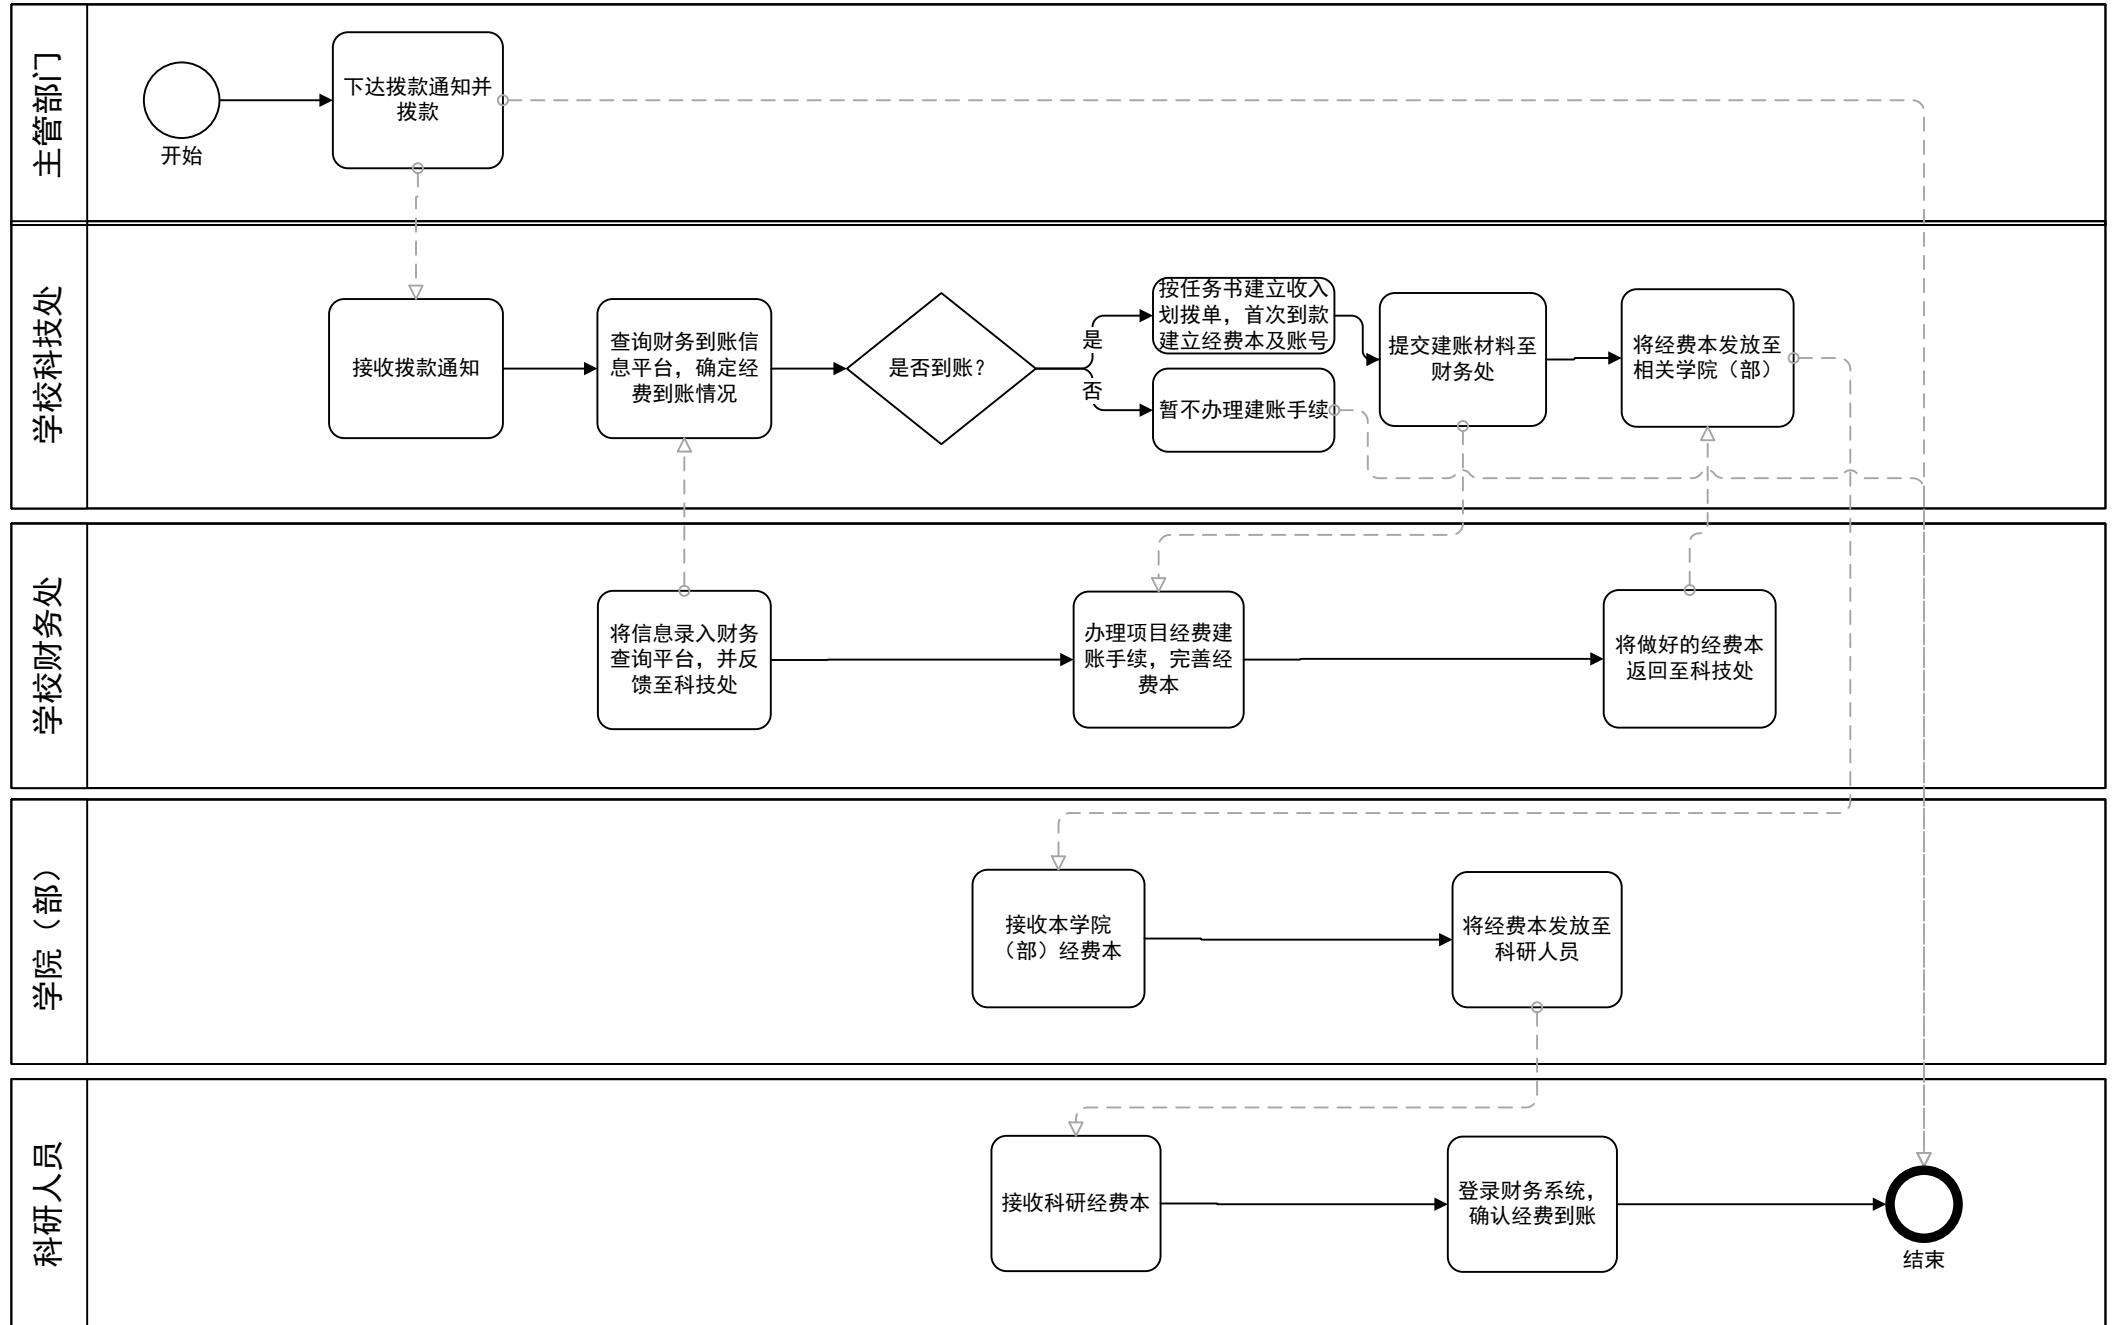 主管部门
下达拨款通知并
拨款
开始
学校科技处
接收拨款通知
查询财务到账信
息平台，确定经
费到账情况
是否到账？
是
否
按任务书建立收入
划拨单，首次到款
建立经费本及账号
暂不办理建账手续
提交建账材料至
财务处
将经费本发放至
相关学院（部）
学校财务处
将信息录入财务
查询平台，并反
馈至科技处
办理项目经费建
账手续，完善经
费本
将做好的经费本
返回至科技处
学院（部）
接收本学院
（部）经费本
将经费本发放至
科研人员
科研人员
接收科研经费本
登录财务系统，
确认经费到账
结束